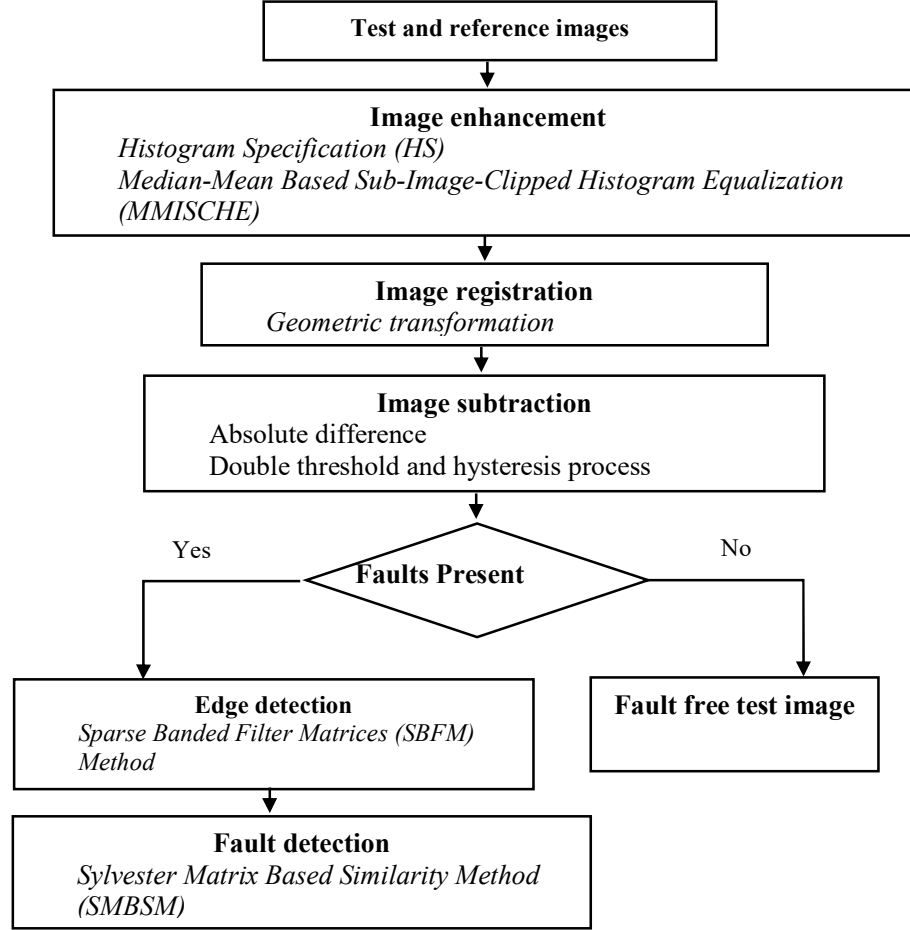 Test and reference images
Image enhancement
Histogram Specification (HS)
Median-Mean Based Sub-Image-Clipped Histogram Equalization
(MMISCHE)
Image registration
Geometric transformation
Image subtraction
Absolute difference
Double threshold and hysteresis process
Yes
No
Faults Present
Edge detection
Sparse Banded Filter Matrices (SBFM)
Method
Fault free test image
Fault detection
Sylvester Matrix Based Similarity Method
(SMBSM)